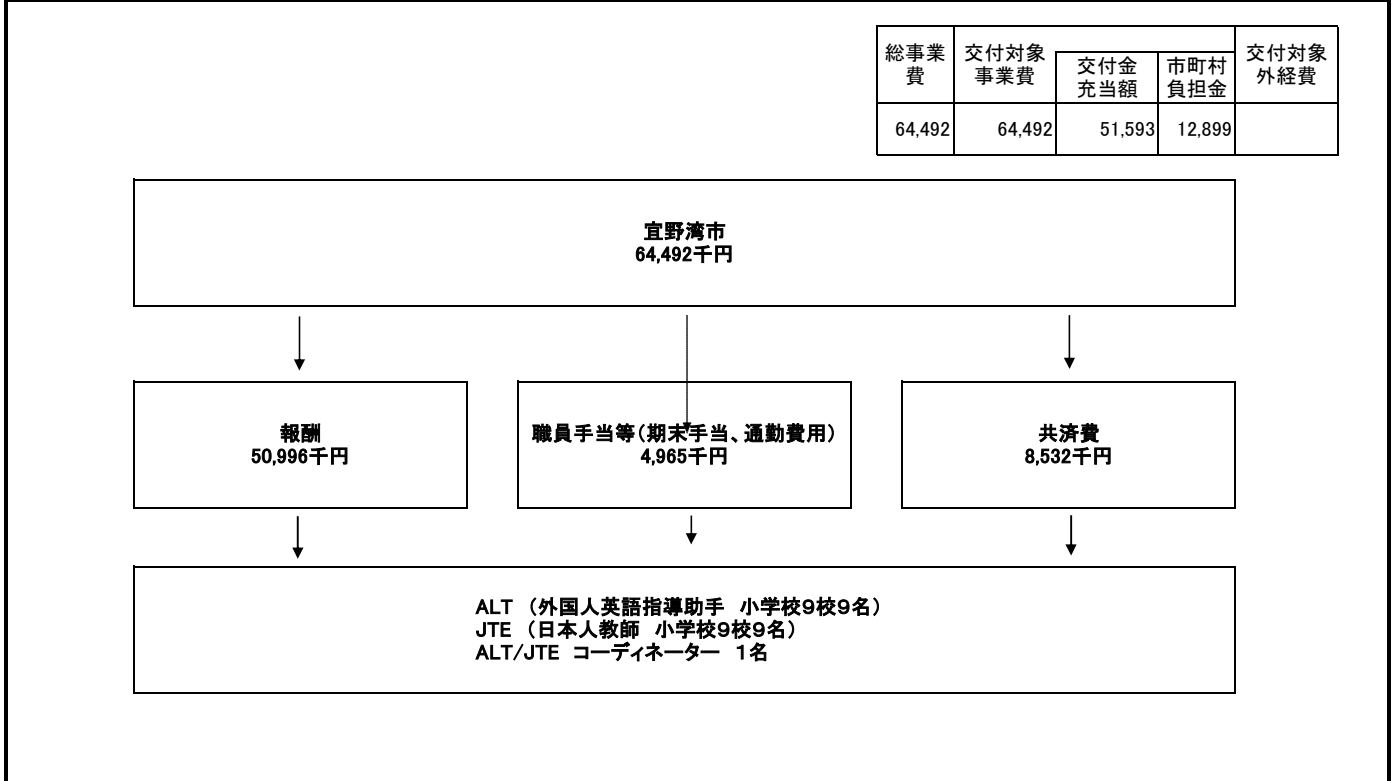 総事業
費
交付対象
事業費
交付金
充当額
市町村
負担金
交付対象
外経費
64,492 64,492 51,593 12,899
宜野湾市
64,492千円
報酬
50,996千円
職員手当等(期末手当、通勤費用)
4,965千円
共済費
8,532千円
ALT （外国人英語指導助手　小学校９校９名）
JTE （日本人教師　小学校９校９名）
ALT/JTE コーディネーター　１名